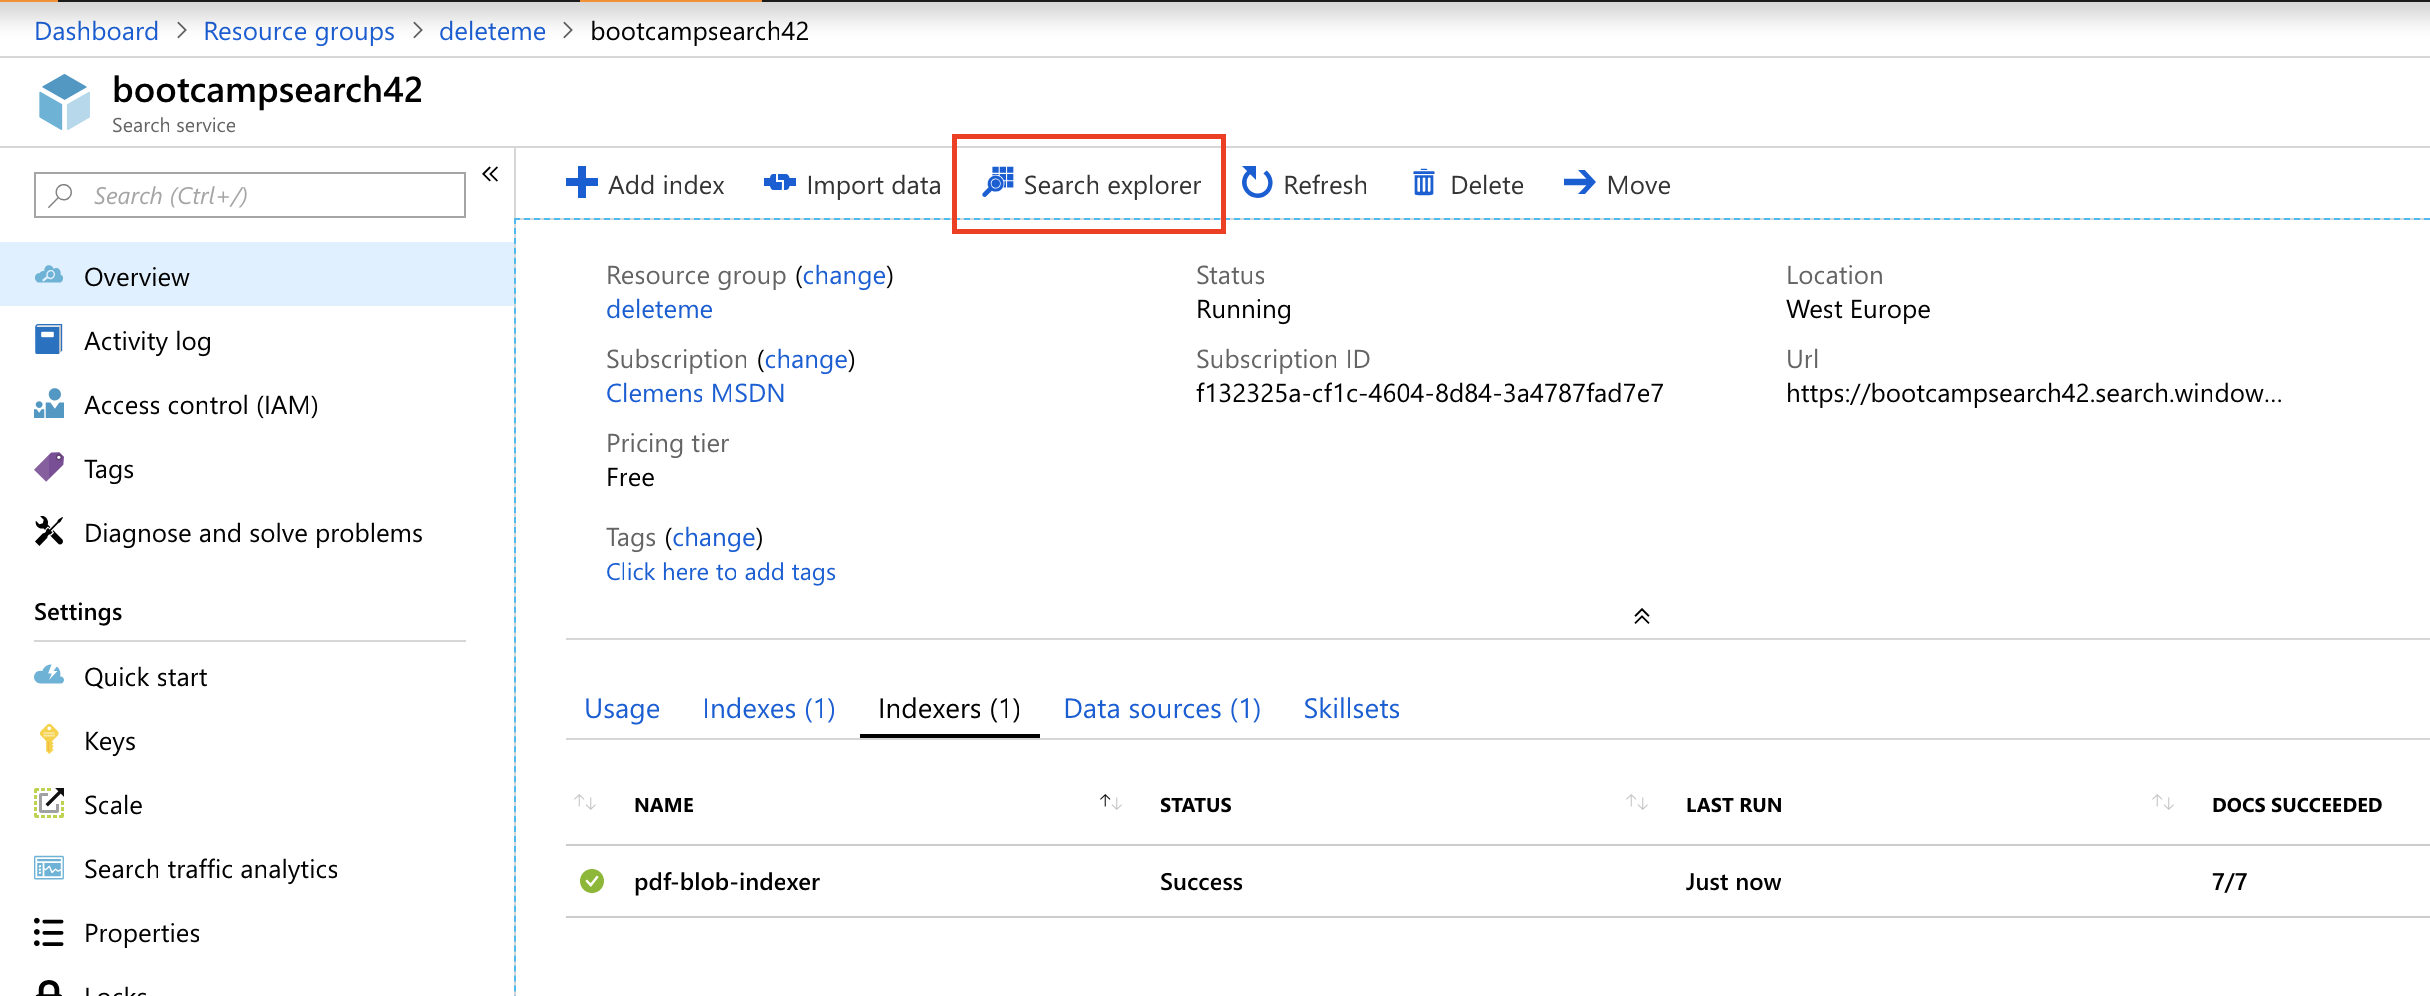 Dashboard > Resource groups > deleteme > bootcampsearch42
bootcampsearch42
Search service
Search (Ctrl+/)
«
Overview
Activity log
Access control (IAM)
Tags
Diagnose and solve problems
Settings
Quick start
Keys
Scale
Search traffic analytics
Properties
Locks
Add index Import data Search explorer Refresh Delete Move
Resource group (change)
deleteme
Status
Running
Location
West Europe
Subscription (change)
Clemens MSDN
Subscription ID
f132325a-cf1c-4604-8d84-3a4787fad7e7
Url
https://bootcampsearch42.search.window...
Pricing tier
Free
Tags (change)
Click here to add tags
Usage Indexes (1) Indexers (1) Data sources (1) Skillsets
NAME STATUS LAST RUN DOCS SUCCEEDED
pdf-blob-indexer Success Just now 7/7